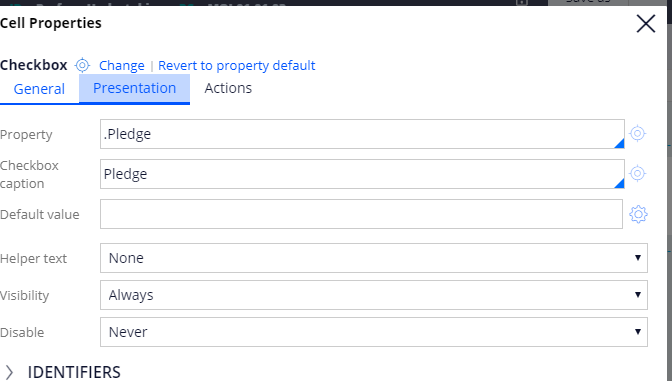 Cell Properties
Checkbox Change | Revert to property default
General Presentation Actions
Property .Pledge
Checkbox caption Pledge
Default value
Helper text None
Visibility Always
Disable Never
IDENTIFIERS